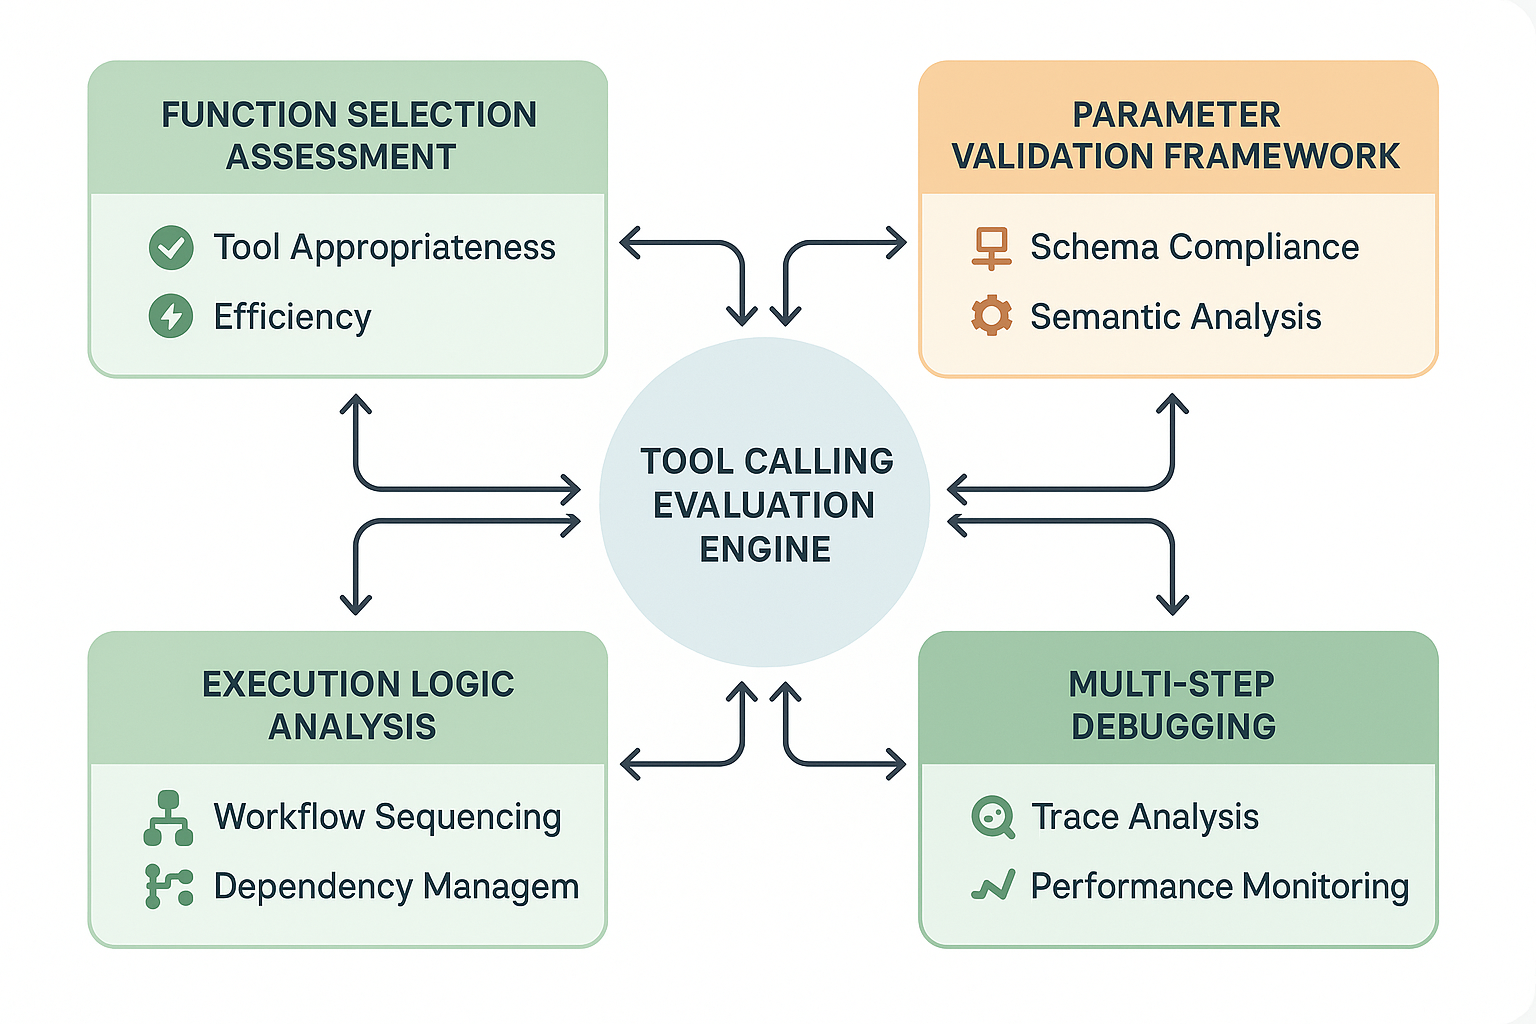 FUNCTION SELECTION
ASSESSMENT
Tool Appropriateness
Efficiency
PARAMETER
VALIDATION FRAMEWORK
Schema Compliance
Semantic Analysis
TOOL CALLING
EVALUATION
ENGINE
EXECUTION LOGIC
ANALYSIS
Workflow Sequencing
Dependency Managem
MULTI-STEP
DEBUGGING
Trace Analysis
Performance Monitoring